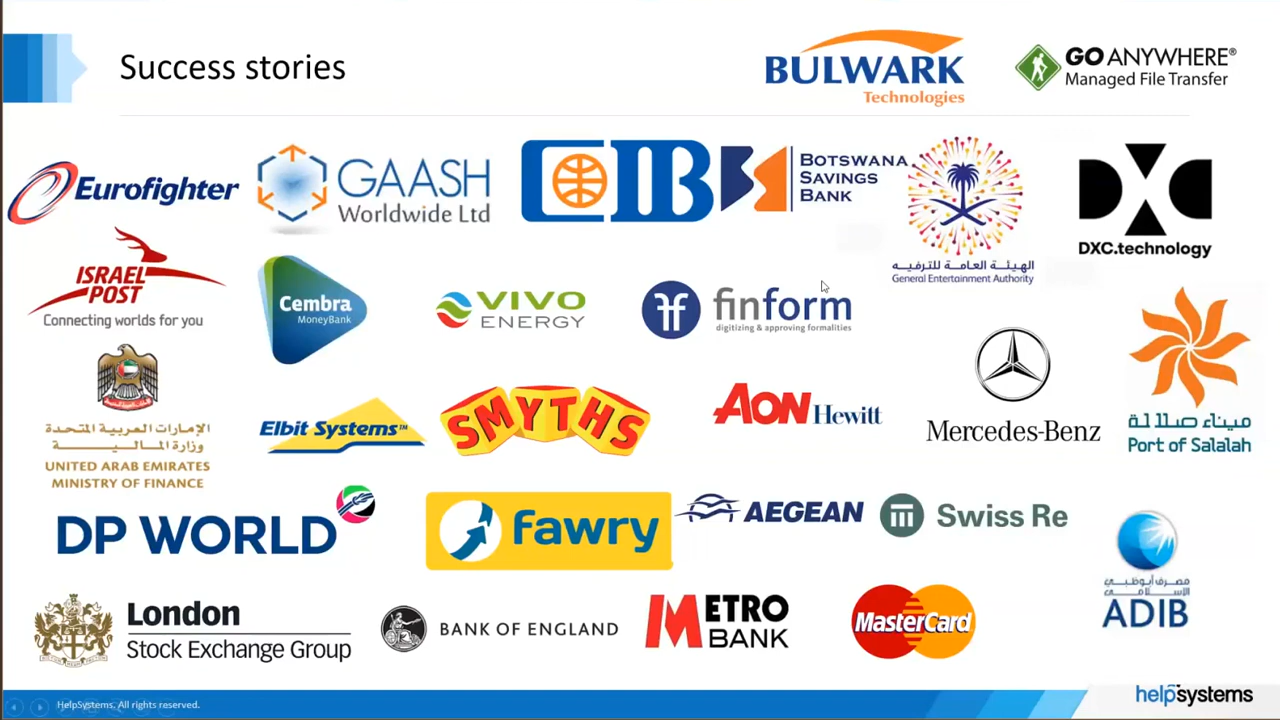 Success stories
BULWARK
Technologies
GO ANYWHERE®
Managed File Transfer
Eurofighter
GAASH
Worldwide Ltd
CIB
BOTSWANA
SAVINGS
BANK
الهيئة العامة للترفيه
General Entertainment Authority
DXC.technology
ISRAEL
POST
Connecting worlds for you
Cembra
MoneyBank
VIVO
ENERGY
finform
digitizing & approving formalities
Mercedes-Benz
ميناء صلالة
Port of Salalah
الإمارات العربية المتحدة
وزارة المالية
UNITED ARAB EMIRATES
MINISTRY OF FINANCE
Elbit Systems™
SMYTHS
AON Hewitt
DP WORLD
fawry
AEGEAN
Swiss Re
مصرف أبوظبي
الإسلامي
ADIB
London
Stock Exchange Group
BANK OF ENGLAND
METRO
BANK
MasterCard
HelpSystems. All rights reserved.
helpsystems